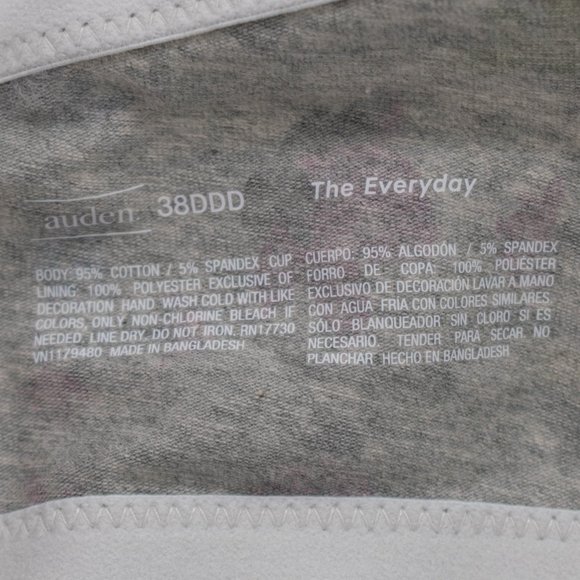 auden 38DDD The Everyday
BODY: 95% COTTON / 5% SPANDEX CUP
LINING: 100% POLYESTER EXCLUSIVE OF
DECORATION HAND WASH COLD WITH LIKE
COLORS, ONLY NON-CHLORINE BLEACH IF
NEEDED, LINE DRY. DO NOT IRON. RN17730
VN1179480 MADE IN BANGLADESH
CUERPO: 95% ALGODÓN / 5% SPANDEX
FORRO DE COPA: 100% POLIÉSTER
EXCLUSIVO DE DECORACIÓN LAVAR A MANO
CON AGUA FRÍA CON COLORES SIMILARES
SÓLO BLANQUEADOR SIN CLORO SI ES
NECESARIO. TENDER PARA SECAR NO
PLANCHAR HECHO EN BANGLADESH